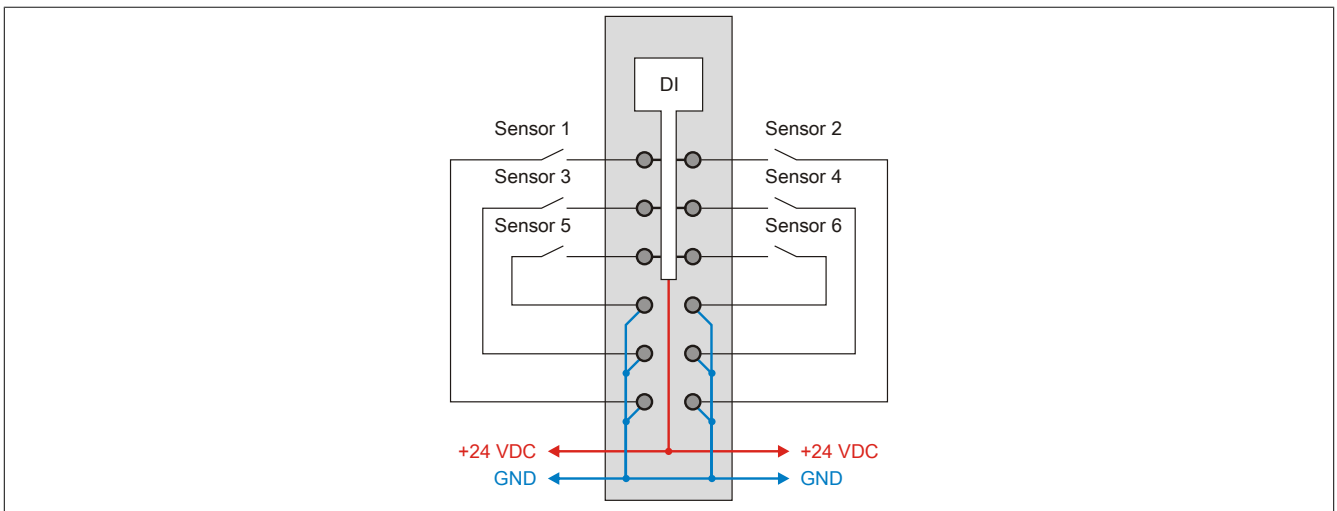 DI
Sensor 1 Sensor 2
Sensor 3 Sensor 4
Sensor 5 Sensor 6
+24 VDC +24 VDC
GND GND